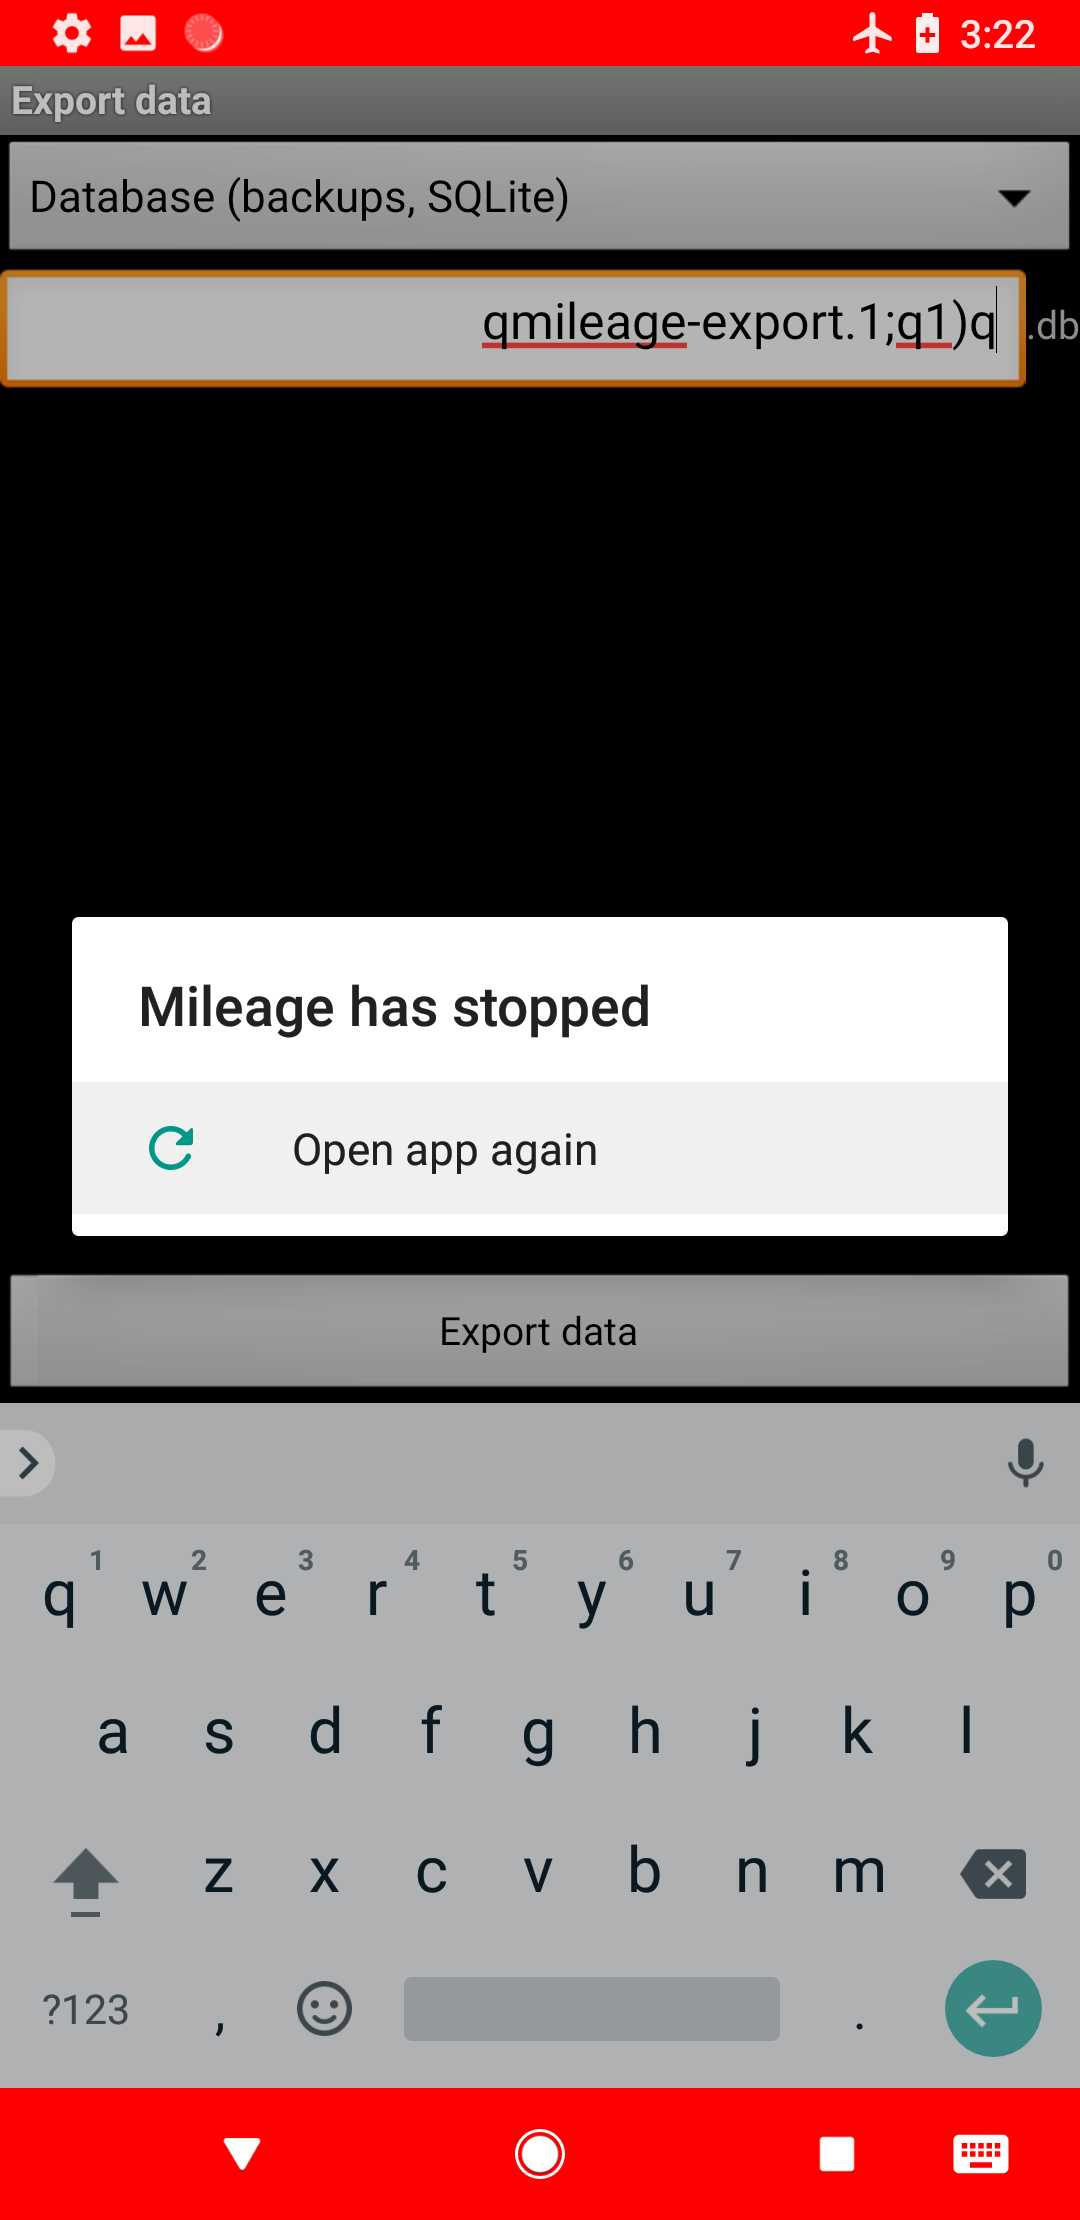 3:22
Export data
Database (backups, SQLite)
qmileage-export.1;q1)q .db
Mileage has stopped
Open app again
Export data
1 2 3 4 5 6 7 8 9 0
q w e r t y u i o p
a s d f g h j k l
z x c v b n m
?123 , .